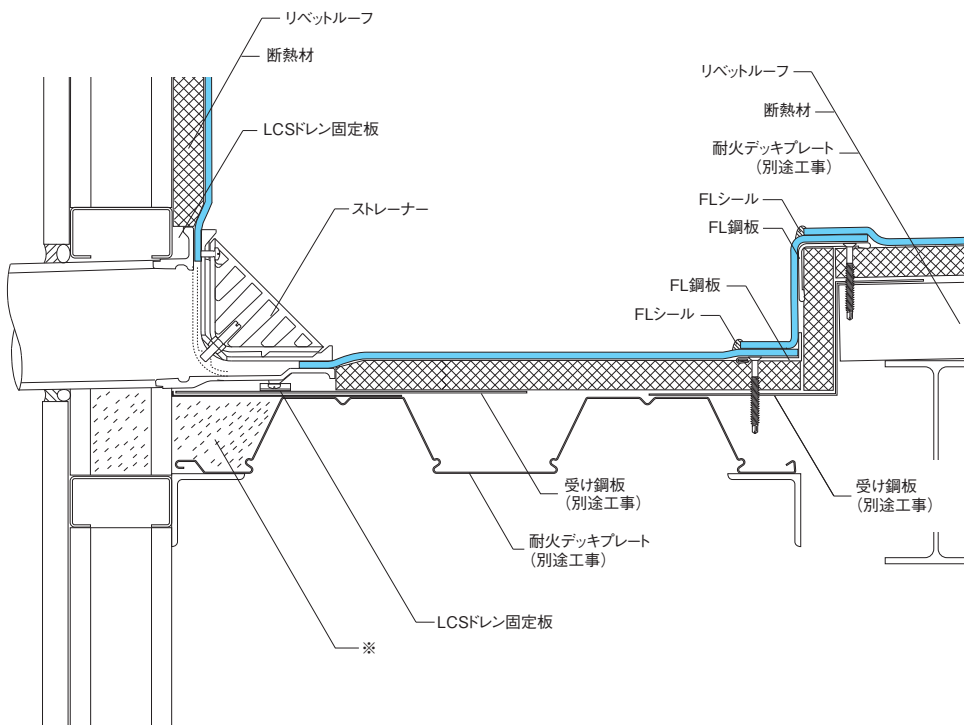 リベットルーフ
断熱材
LCSドレン固定板
ストレーナー
リベットルーフ
断熱材
耐火デッキプレート
(別途工事)
FLシール
FL鋼板
FL鋼板
FLシール
受け鋼板
(別途工事)
受け鋼板
(別途工事)
耐火デッキプレート
(別途工事)
LCSドレン固定板
※